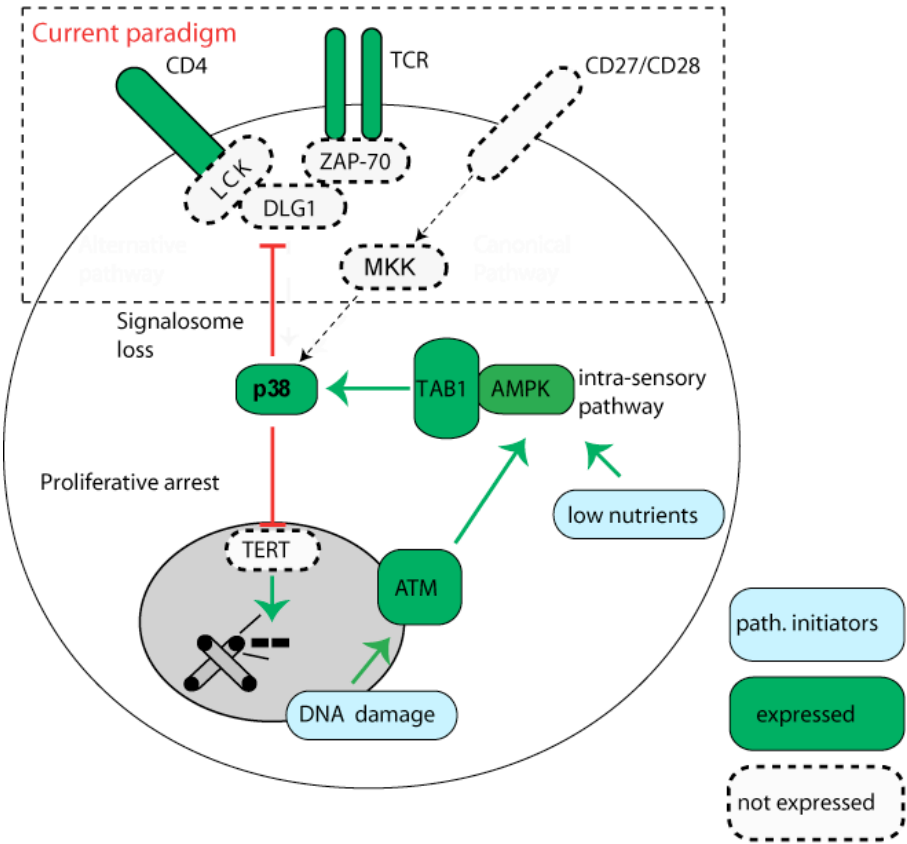 Current paradigm
CD4
TCR
CD27/CD28
LCK
ZAP-70
DLG1
Alternative
pathway
Canonical
Pathway
MKK
Signalosome
loss
p38
TAB1
AMPK
intra-sensory
pathway
Proliferative arrest
low nutrients
TERT
ATM
DNA damage
path. initiators
expressed
not expressed